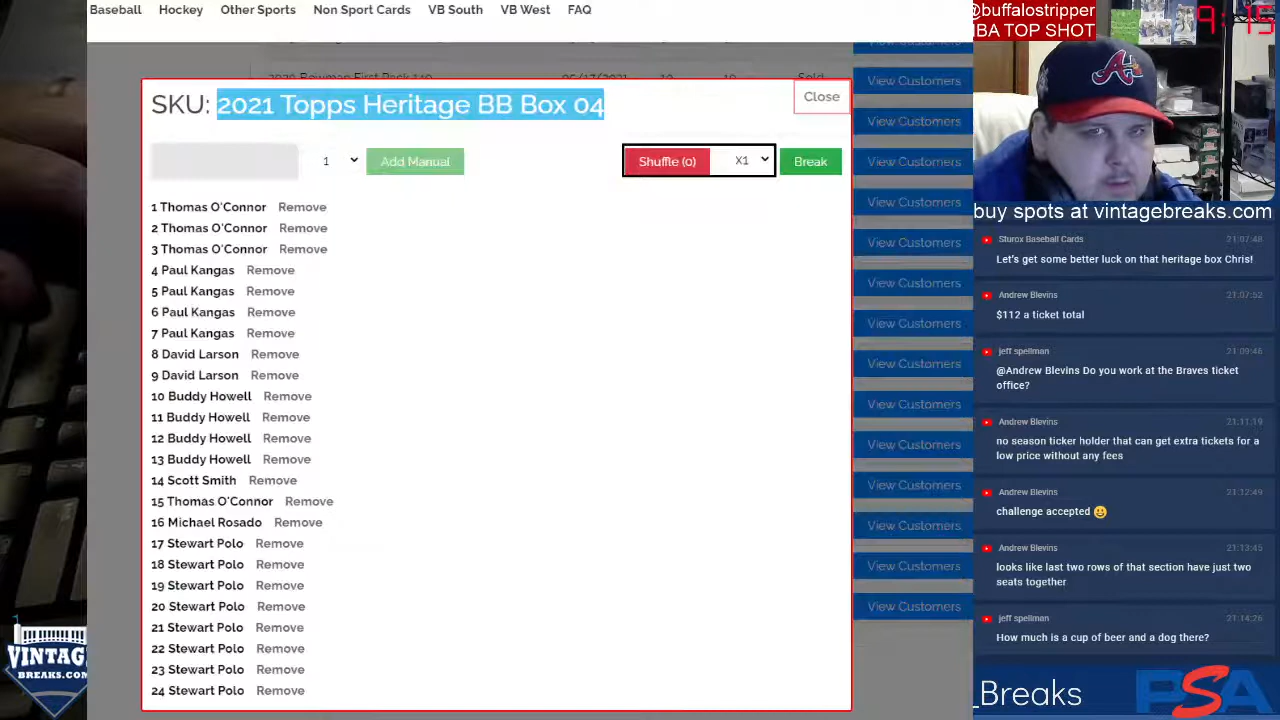 Baseball Hockey Other Sports Non Sport Cards VB South VB West FAQ
@buffalostripper
NBA TOP SHOT
9:15
View Customers
SKU: 2021 Topps Heritage BB Box 04
Close
1 Add Manual Shuffle (0) X1 Break
1 Thomas O'Connor Remove
2 Thomas O'Connor Remove
3 Thomas O'Connor Remove
4 Paul Kangas Remove
5 Paul Kangas Remove
6 Paul Kangas Remove
7 Paul Kangas Remove
8 David Larson Remove
9 David Larson Remove
10 Buddy Howell Remove
11 Buddy Howell Remove
12 Buddy Howell Remove
13 Buddy Howell Remove
14 Scott Smith Remove
15 Thomas O'Connor Remove
16 Michael Rosado Remove
17 Stewart Polo Remove
18 Stewart Polo Remove
19 Stewart Polo Remove
20 Stewart Polo Remove
21 Stewart Polo Remove
22 Stewart Polo Remove
23 Stewart Polo Remove
24 Stewart Polo Remove
View Customers
View Customers
View Customers
View Customers
View Customers
View Customers
View Customers
View Customers
View Customers
View Customers
View Customers
View Customers
View Customers
View Customers
buy spots at vintagebreaks.com
Sturox Baseball Cards 21:07:48
Let's get some better luck on that heritage box Chris!
Andrew Blevins 21:07:52
$112 a ticket total
jeff spellman 21:09:46
@Andrew Blevins Do you work at the Braves ticket
office?
Andrew Blevins 21:11:19
no season ticker holder that can get extra tickets for a
low price without any fees
Andrew Blevins 21:12:49
challenge accepted 😀
Andrew Blevins 21:13:45
looks like last two rows of that section have just two
seats together
jeff spellman 21:14:26
How much is a cup of beer and a dog there?
VINTAGE
BREAKS.COM
_Breaks PSA